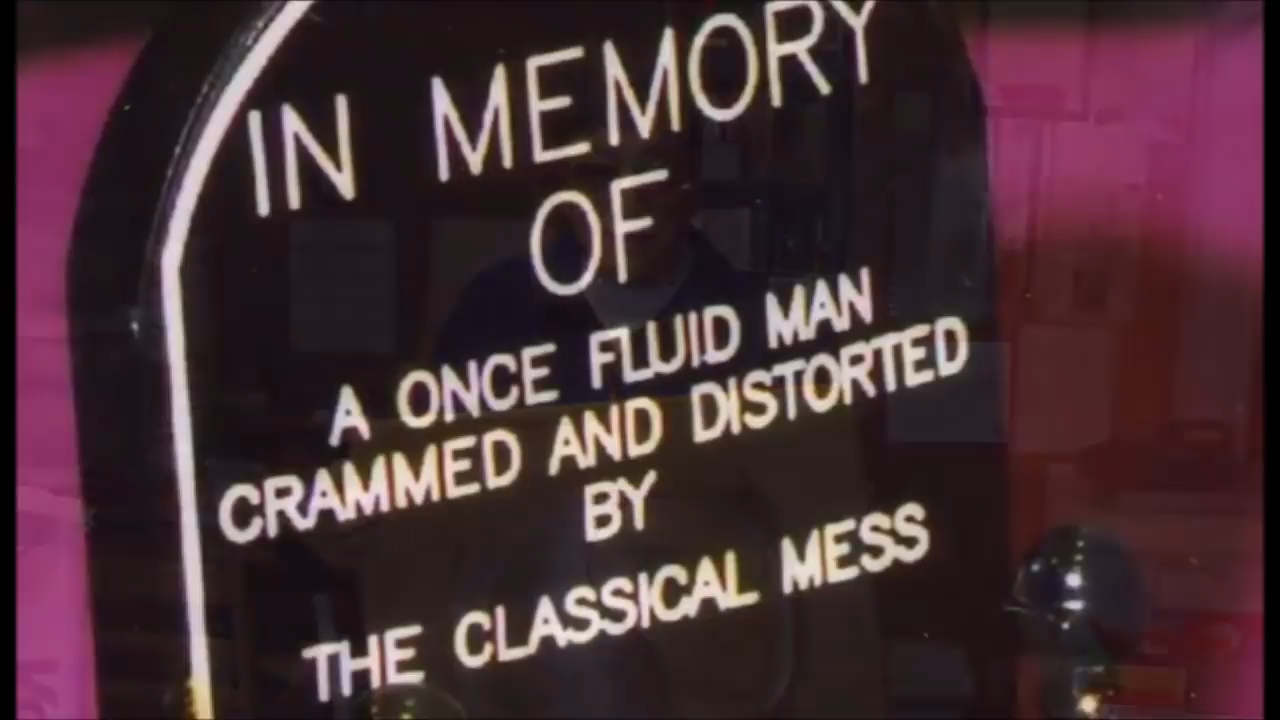 IN MEMORY
OF
A ONCE FLUID MAN
CRAMMED AND DISTORTED
BY
THE CLASSICAL MESS